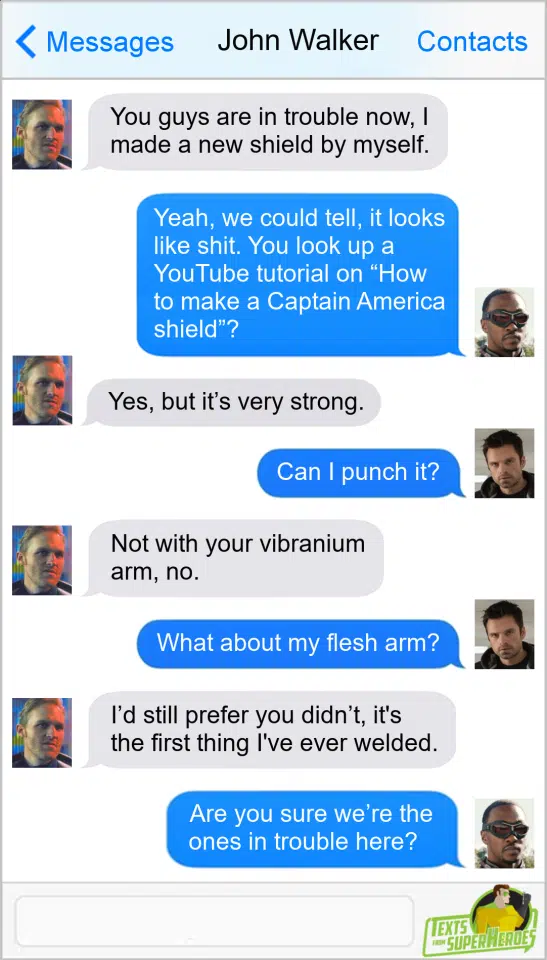 Messages John Walker Contacts
You guys are in trouble now, I
made a new shield by myself.
Yeah, we could tell, it looks
like shit. You look up a
YouTube tutorial on “How
to make a Captain America
shield”?
Yes, but it’s very strong.
Can I punch it?
Not with your vibranium
arm, no.
What about my flesh arm?
I’d still prefer you didn’t, it's
the first thing I've ever welded.
Are you sure we’re the
ones in trouble here?
TEXTS
FROM SUPERHEROES